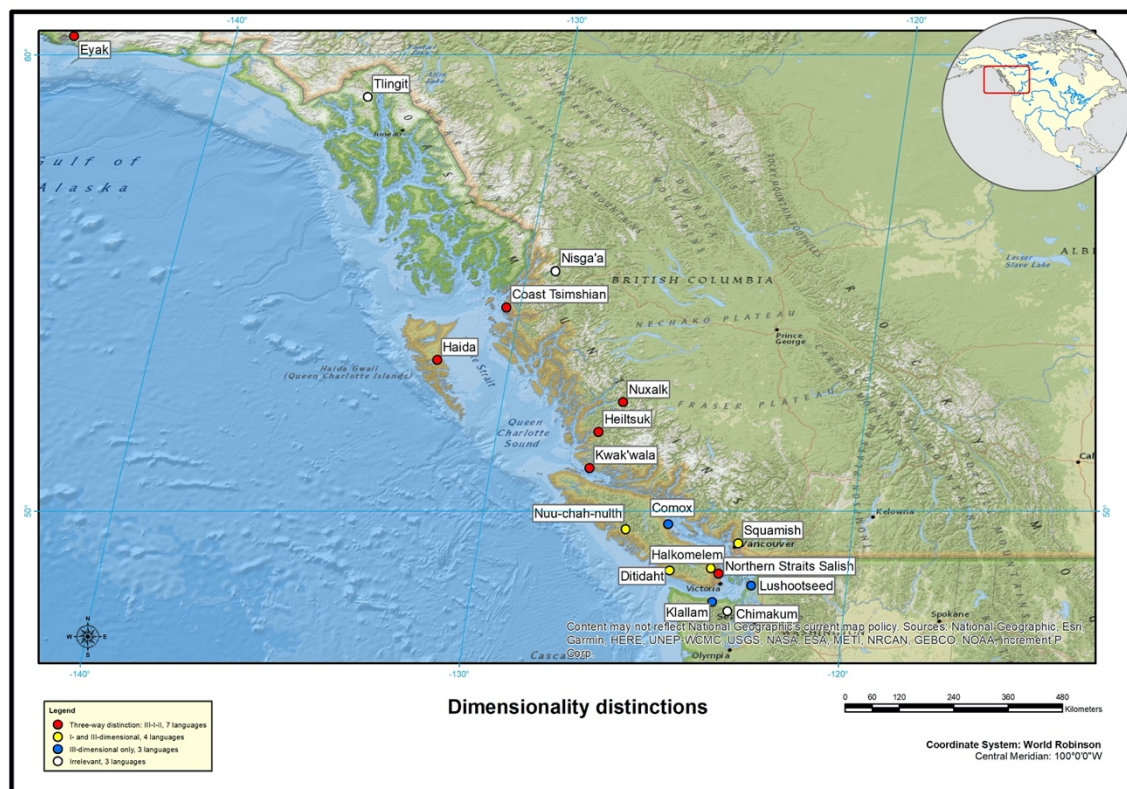 -140°
-130°
-120°
60°
Eyak
Tlingit
Juneau
Gulf of
Alaska
Nisga'a
BRITISH COLUMBIA
Lesser
Slave Lake
Coast Tsimshian
NECHAKO PLATEAU
Prince
George
Haida
Haida Gwaii
(Queen Charlotte Islands)
Strait
Nuxalk
FRASER PLATEAU
Queen
Charlotte
Sound
Heiltsuk
Kwak'wala
50°
50°
Nuu-chah-nulth
Comox
Kelowna
Squamish
Vancouver
Halkomelem
Northern Straits Salish
Ditidaht
Victoria
Lushootseed
Klallam
Chimakum
Spokane
Content may not reflect National Geographic's current map policy. Sources: National Geographic, Esri,
Garmin, HERE, UNEP-WCMC, USGS, NASA, ESA, METI, NRCAN, GEBCO, NOAA, increment P
Corp.
Olympia
-140°
-130°
-120°
N
W
E
S
Dimensionality distinctions
0 60 120 240 360 480
Kilometers
Legend
Three-way distinction: III-I-II, 7 languages
I- and III-dimensional, 4 languages
III-dimensional only, 3 languages
Irrelevant, 3 languages
Coordinate System: World Robinson
Central Meridian: 100°0'0"W